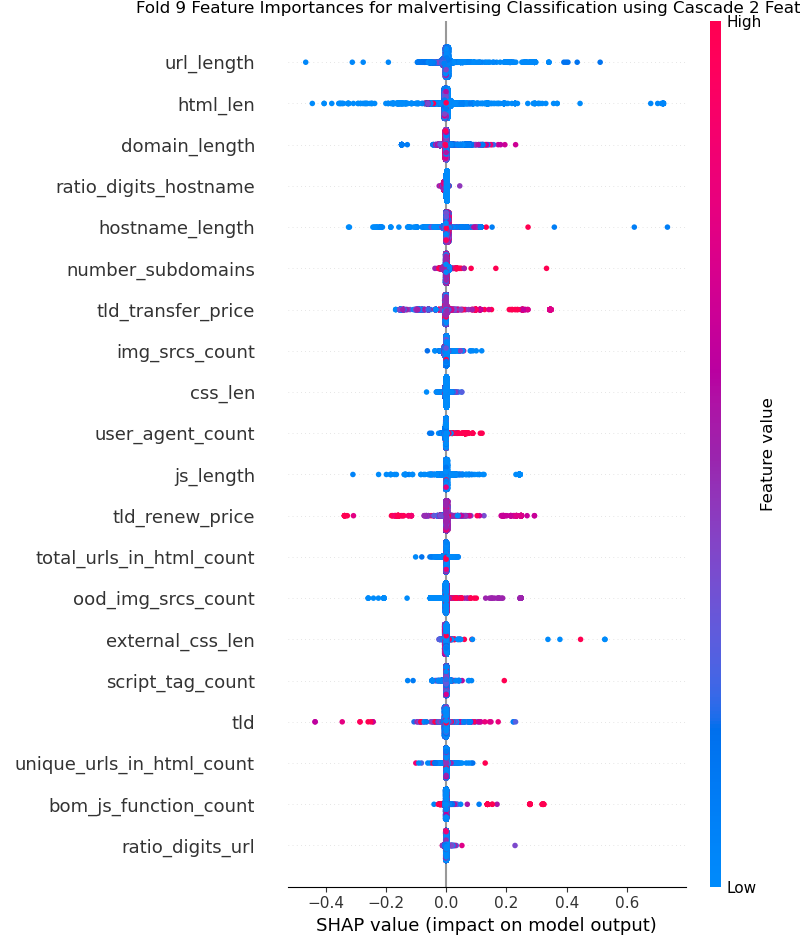 Fold 9 Feature Importances for malvertising Classification using Cascade 2 Feat
High
url_length
html_len
domain_length
ratio_digits_hostname
hostname_length
number_subdomains
tld_transfer_price
img_srcs_count
css_len
user_agent_count
js_length
tld_renew_price
total_urls_in_html_count
ood_img_srcs_count
external_css_len
script_tag_count
tld
unique_urls_in_html_count
bom_js_function_count
ratio_digits_url
Feature value
Low
−0.4 −0.2 0.0 0.2 0.4 0.6
SHAP value (impact on model output)